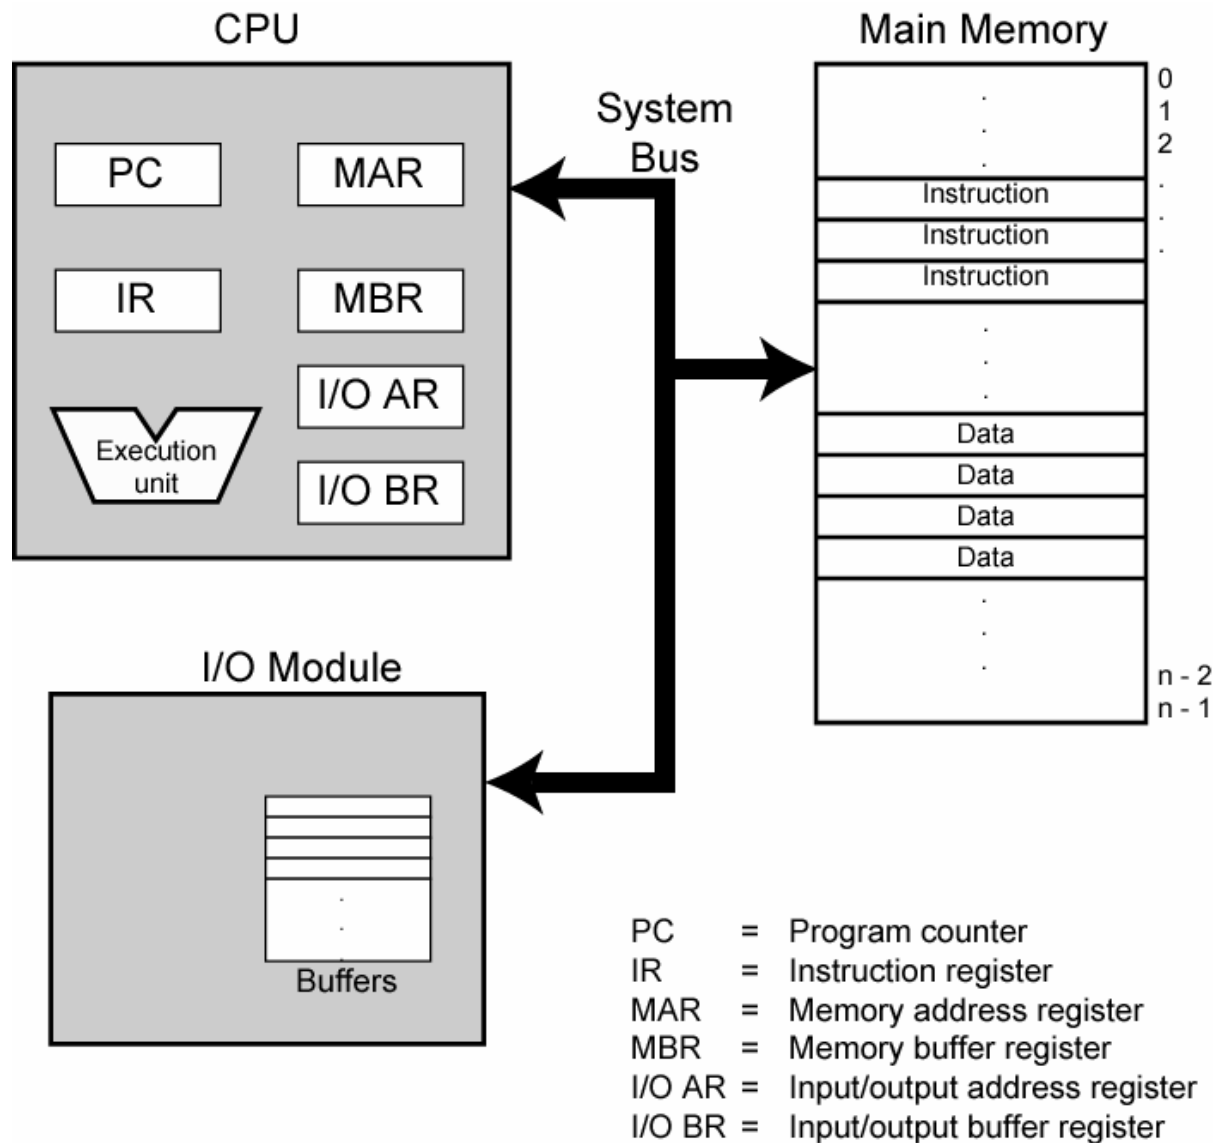 CPU
PC
MAR
IR
MBR
I/O AR
I/O BR
Execution
unit
System
Bus
Main Memory
0
1
2
.
.
.
n - 2
n - 1
.
.
.
Instruction
Instruction
Instruction
.
.
.
Data
Data
Data
Data
.
.
.
I/O Module
.
.
.
Buffers
PC = Program counter
IR = Instruction register
MAR = Memory address register
MBR = Memory buffer register
I/O AR = Input/output address register
I/O BR = Input/output buffer register